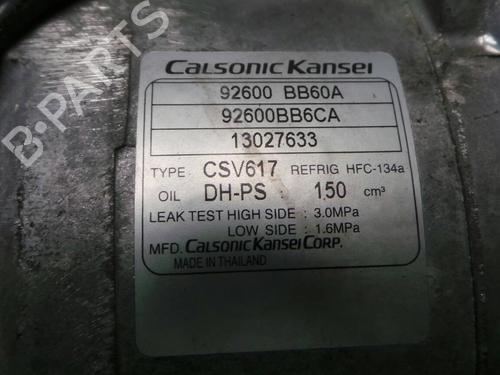 B-PARTS
Calsonic Kansei
92600 BB60A
92600BB6CA
13027633
TYPE CSV617 REFRIG HFC-134a
OIL DH-PS : 150 cm³
LEAK TEST HIGH SIDE : 3.0MPa
LOW SIDE : 1.6MPa
MFD. Calsonic Kansei Corp.
MADE IN THAILAND